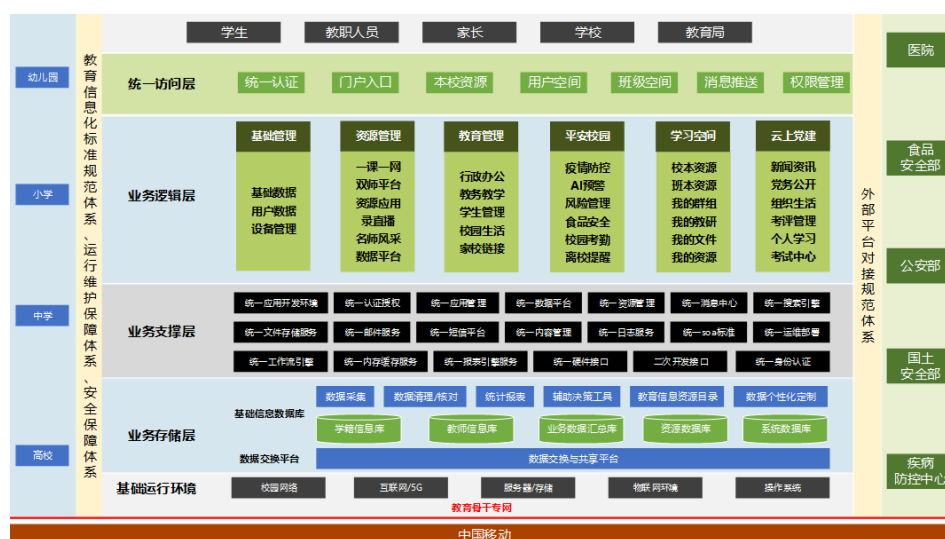 学生
教职人员
家长
学校
教育局
幼儿园
小学
中学
高校
教育信息化标准规范体系、运行维护保障体系、安全保障体系
统一访问层
统一认证
门户入口
本校资源
用户空间
班级空间
消息推送
权限管理
业务逻辑层
基础管理
基础数据
用户数据
设备管理
资源管理
一课一网
双师平台
资源应用
录直播
名师风采
数据平台
教育管理
行政办公
教务教学
学生管理
校园生活
家校链接
平安校园
疫情防控
AI预警
风险管理
食品安全
校园考勤
离校提醒
学习空间
校本资源
班本资源
我的群组
我的教研
我的文件
我的资源
云上党建
新闻资讯
党务公开
组织生活
考评管理
个人学习
考试中心
业务支撑层
统一应用开发环境
统一认证授权
统一应用管理
统一数据平台
统一资源管理
统一消息中心
统一搜索引擎
统一文件存储服务
统一邮件服务
统一短信平台
统一内容管理
统一日志服务
统一soa标准
统一运维部署
统一工作流引擎
统一内存缓存服务
统一报表引擎服务
统一硬件接口
二次开发接口
统一身份认证
业务存储层
基础信息数据库
数据采集
数据清理/核对
统计报表
辅助决策工具
教育信息资源目录
数据个性化定制
学籍信息库
教师信息库
业务数据汇总库
资源数据库
系统数据库
数据交换平台
数据交换与共享平台
基础运行环境
校园网络
互联网/5G
服务器/存储
物联网环境
操作系统
教育骨干专网
中国移动
外部平台对接规范体系
医院
食品
安全部
公安部
国土
安全部
疾病
防控中心